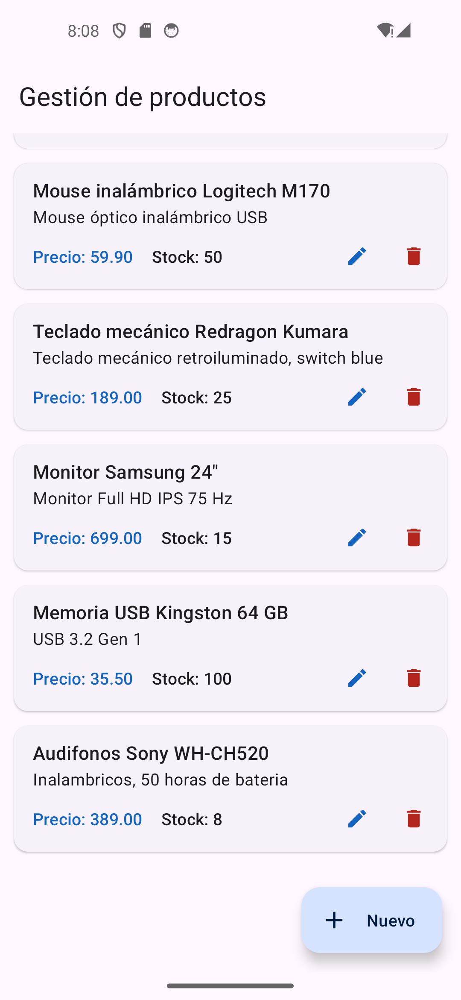 8:08
Gestión de productos
Mouse inalámbrico Logitech M170
Mouse óptico inalámbrico USB
Precio: 59.90 Stock: 50
Teclado mecánico Redragon Kumara
Teclado mecánico retroiluminado, switch blue
Precio: 189.00 Stock: 25
Monitor Samsung 24"
Monitor Full HD IPS 75 Hz
Precio: 699.00 Stock: 15
Memoria USB Kingston 64 GB
USB 3.2 Gen 1
Precio: 35.50 Stock: 100
Audifonos Sony WH-CH520
Inalambricos, 50 horas de bateria
Precio: 389.00 Stock: 8
Nuevo